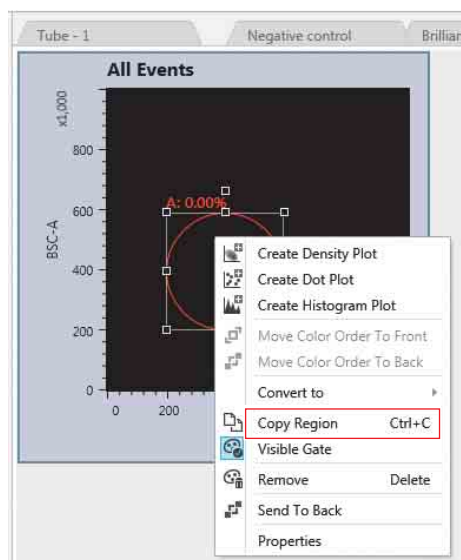 Tube - 1
Negative control
Brillian
All Events
x1,000
800
600
400
200
0
BSC-A
0
200
A: 0.00%
Create Density Plot
Create Dot Plot
Create Histogram Plot
Move Color Order To Front
Move Color Order To Back
Convert to
Copy Region Ctrl+C
Visible Gate
Remove Delete
Send To Back
Properties